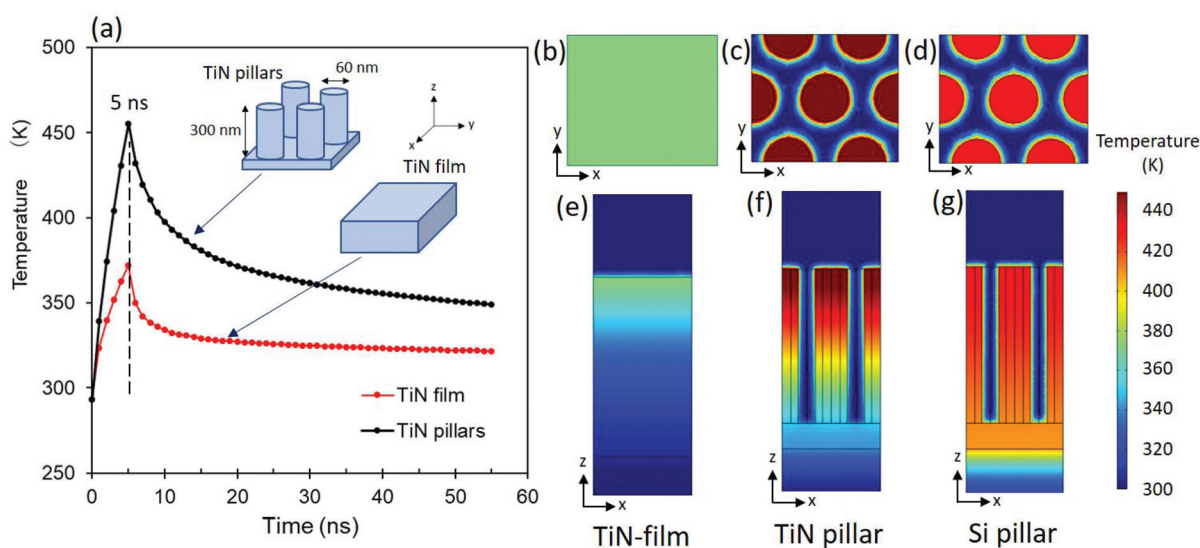 (a)
500
450
400
350
300
250
Temperature (K)
0
10
20
30
40
50
60
Time (ns)
5 ns
TiN pillars
60 nm
300 nm
z
y
x
TiN film
TiN film
TiN pillars
(b)
y
x
(c)
y
x
(d)
y
x
(e)
z
x
TiN-film
(f)
z
x
TiN pillar
(g)
z
x
Si pillar
Temperature
(K)
440
420
400
380
360
340
320
300